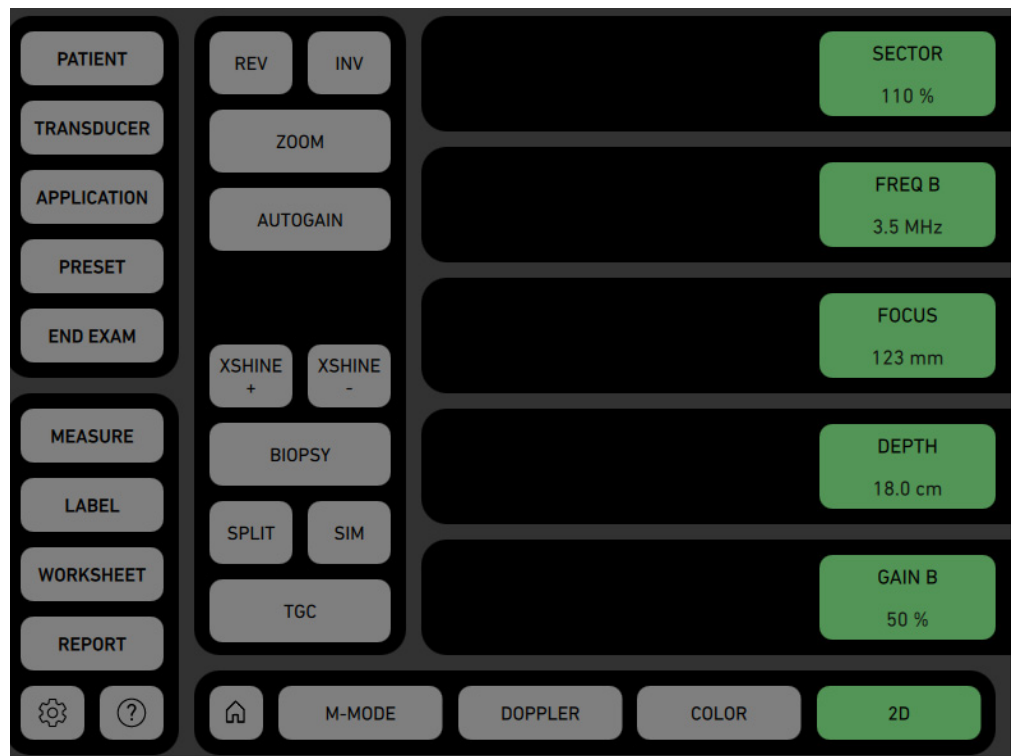 PATIENT
TRANSDUCER
APPLICATION
PRESET
END EXAM
MEASURE
LABEL
WORKSHEET
REPORT
?
REV
INV
ZOOM
AUTOGAIN
XSHINE
+
XSHINE
-
BIOPSY
SPLIT
SIM
TGC
SECTOR
110 %
FREQ B
3.5 MHz
FOCUS
123 mm
DEPTH
18.0 cm
GAIN B
50 %
M-MODE
DOPPLER
COLOR
2D